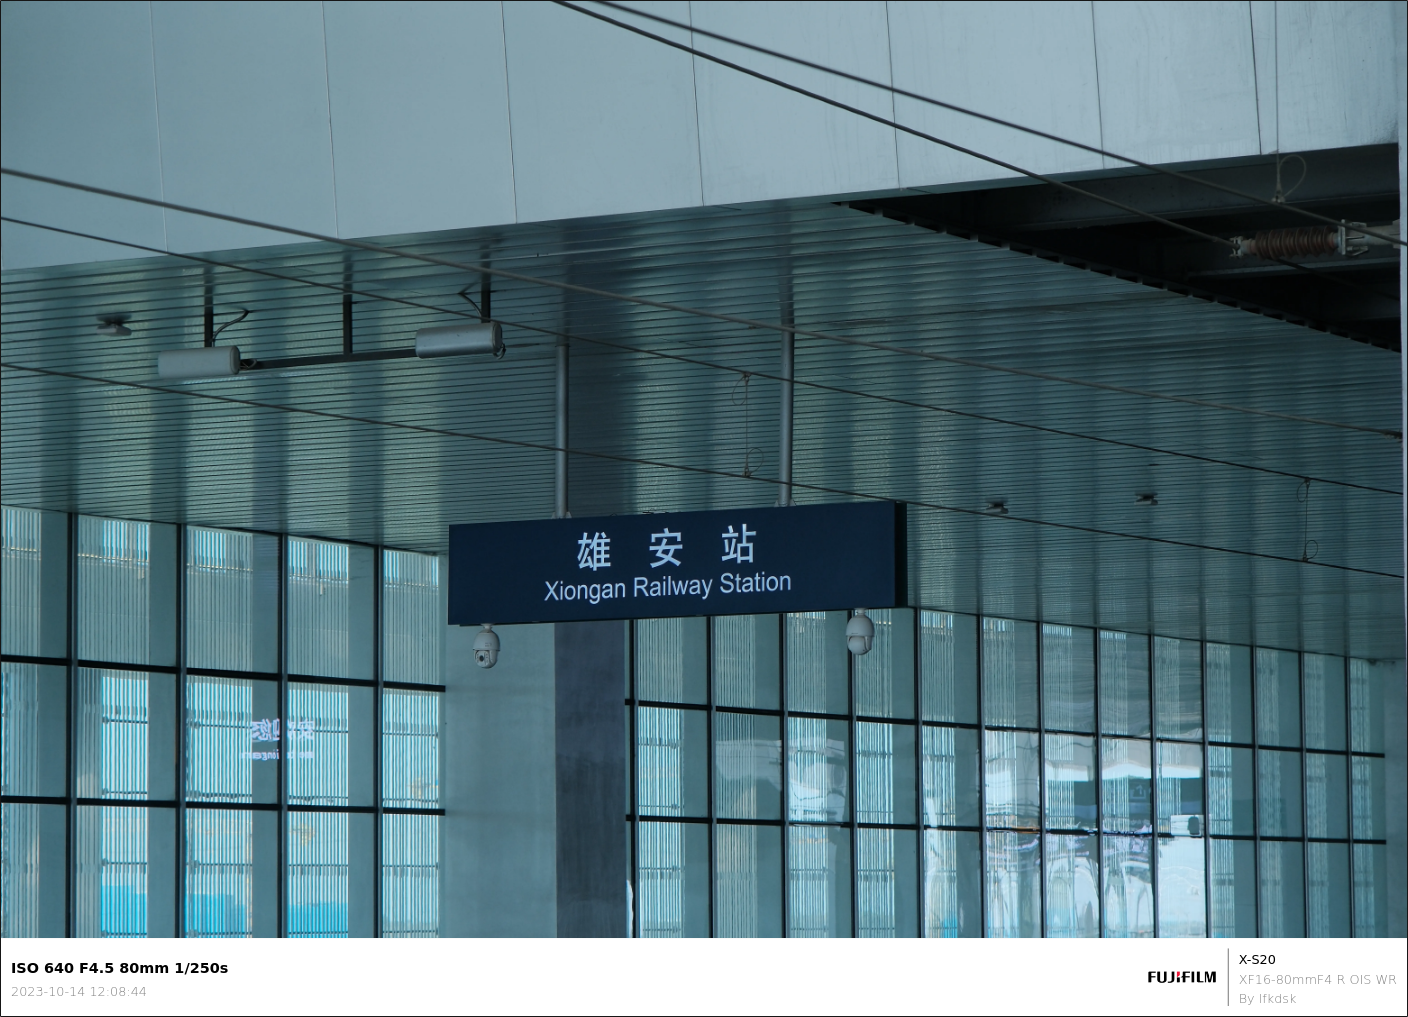 雄安站
Xiongan Railway Station
ISO 640 F4.5 80mm 1/250s
2023-10-14 12:08:44
FUJIFILM
X-S20
XF16-80mmF4 R OIS WR
By lfkdsk